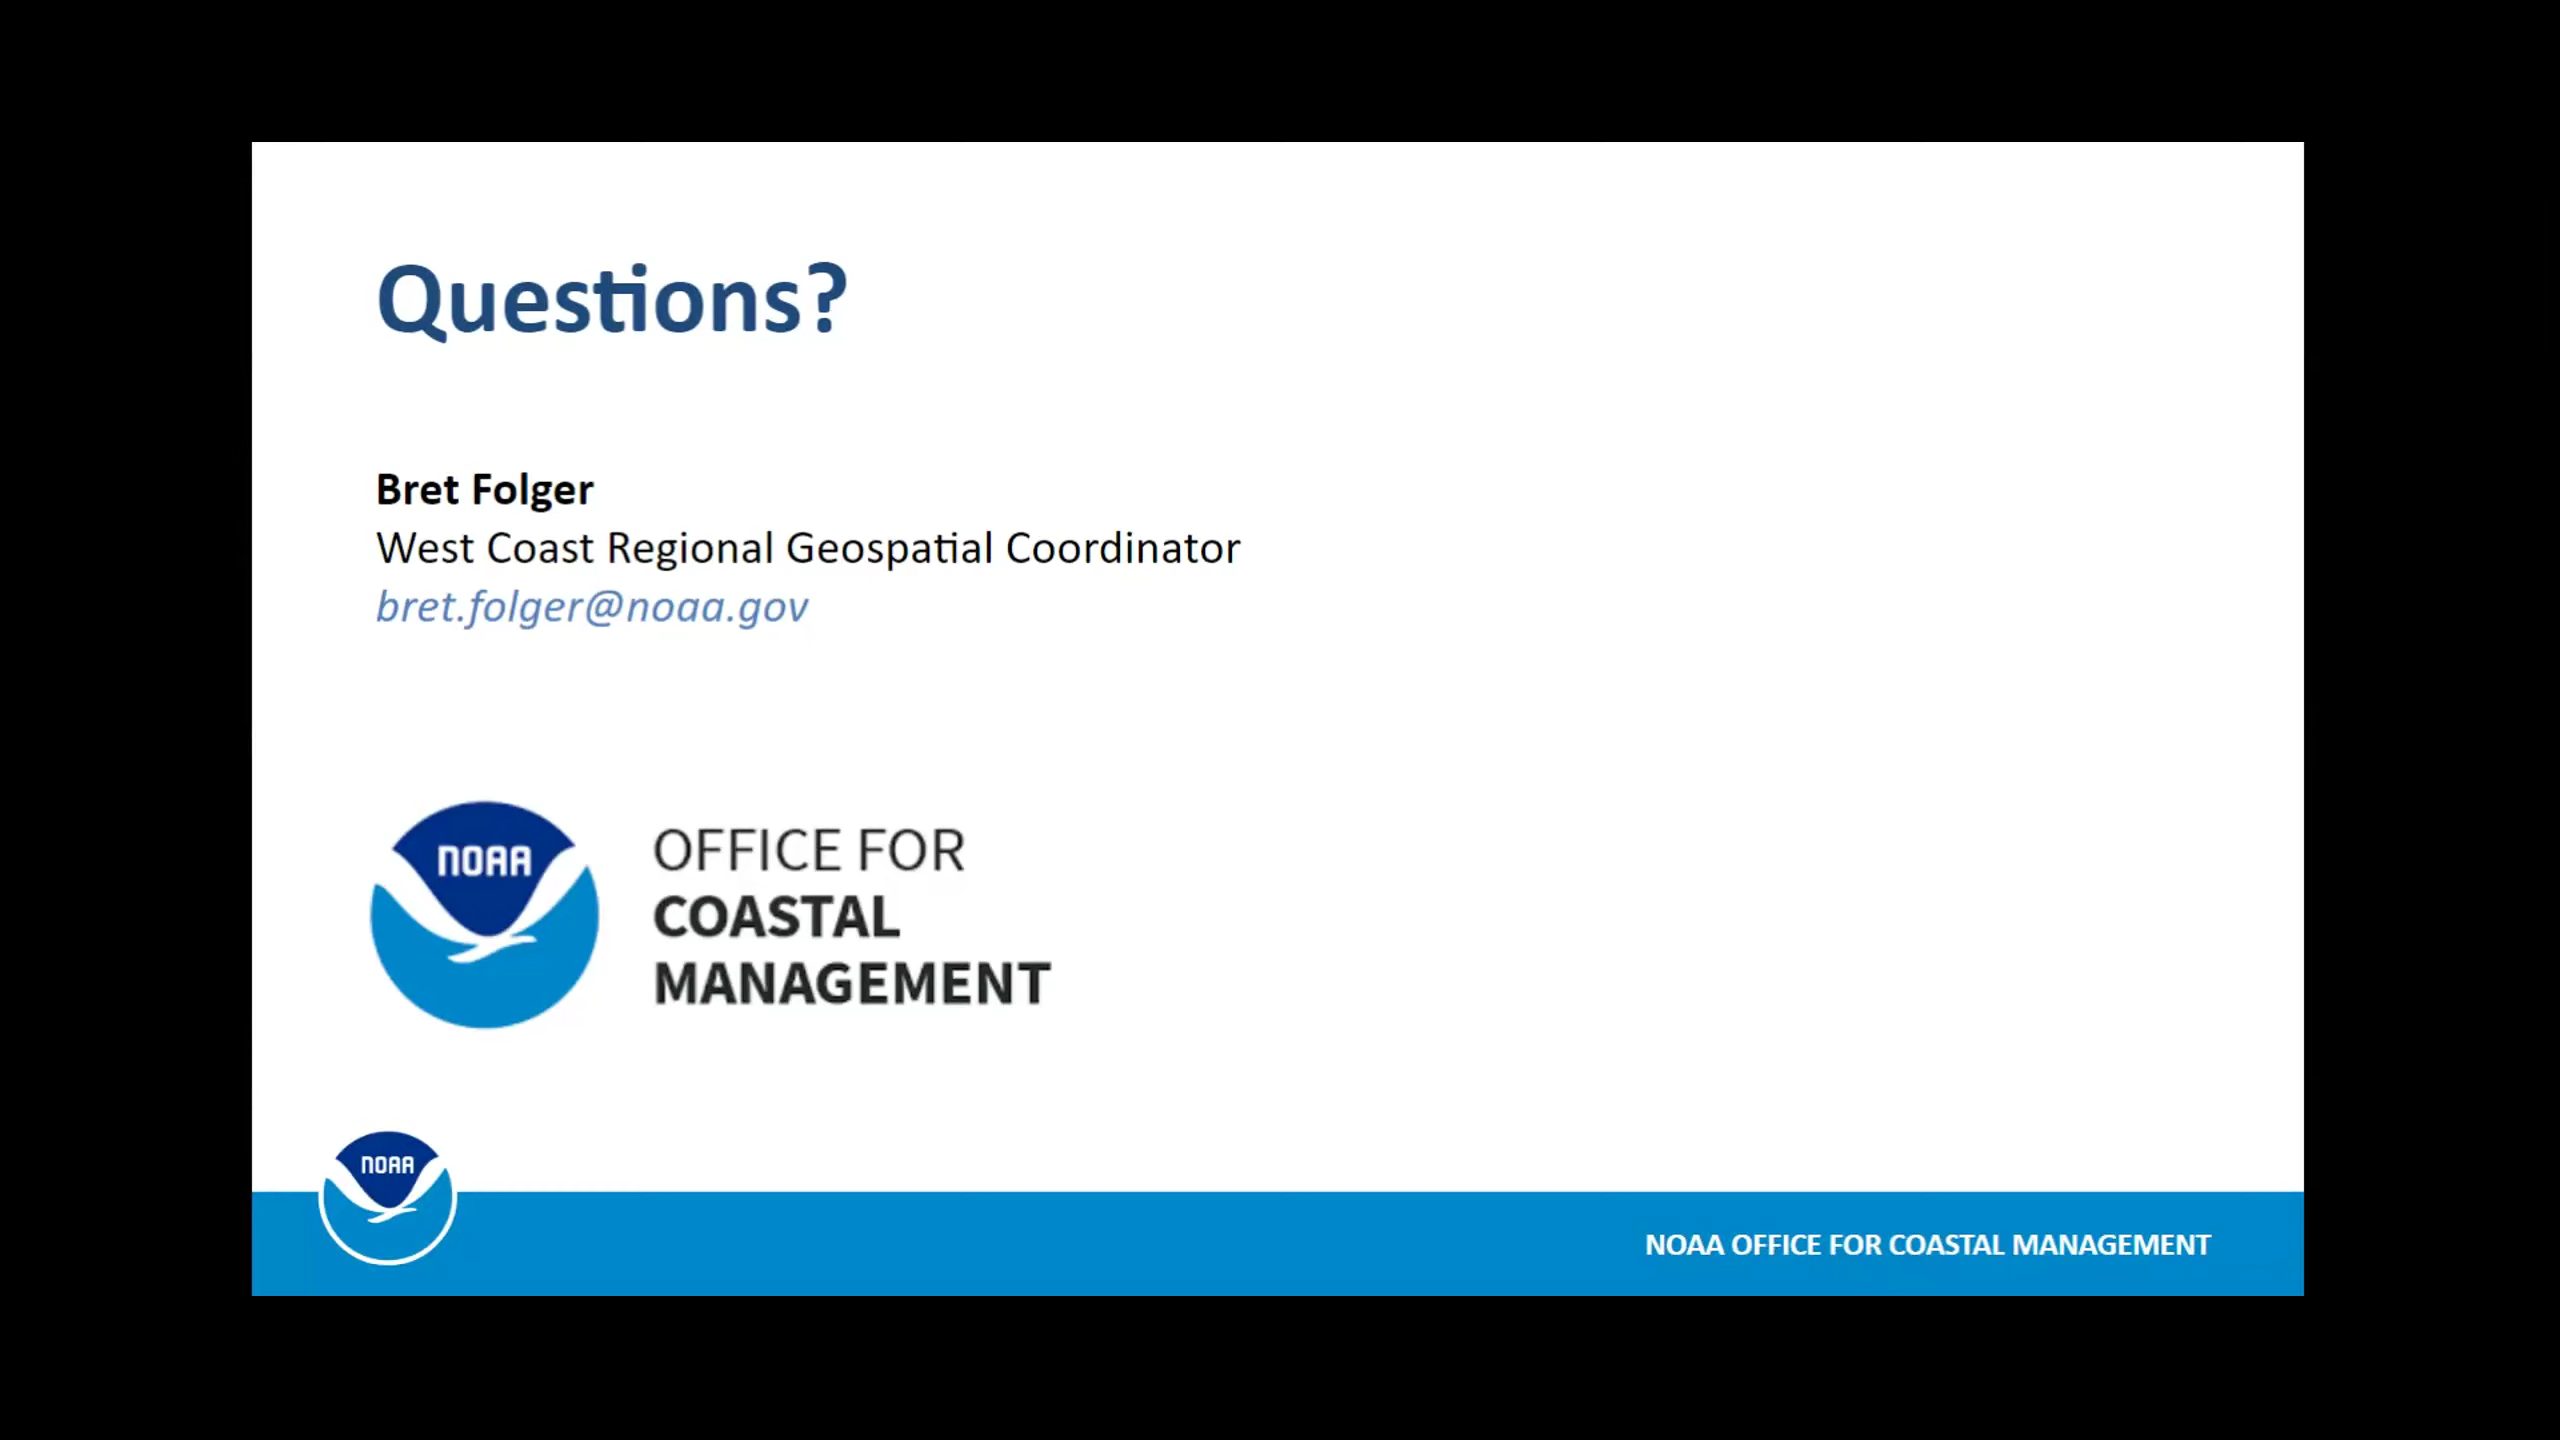 Questions?
Bret Folger
West Coast Regional Geospatial Coordinator
bret.folger@noaa.gov
NOAA
OFFICE FOR
COASTAL
MANAGEMENT
NOAA
NOAA OFFICE FOR COASTAL MANAGEMENT